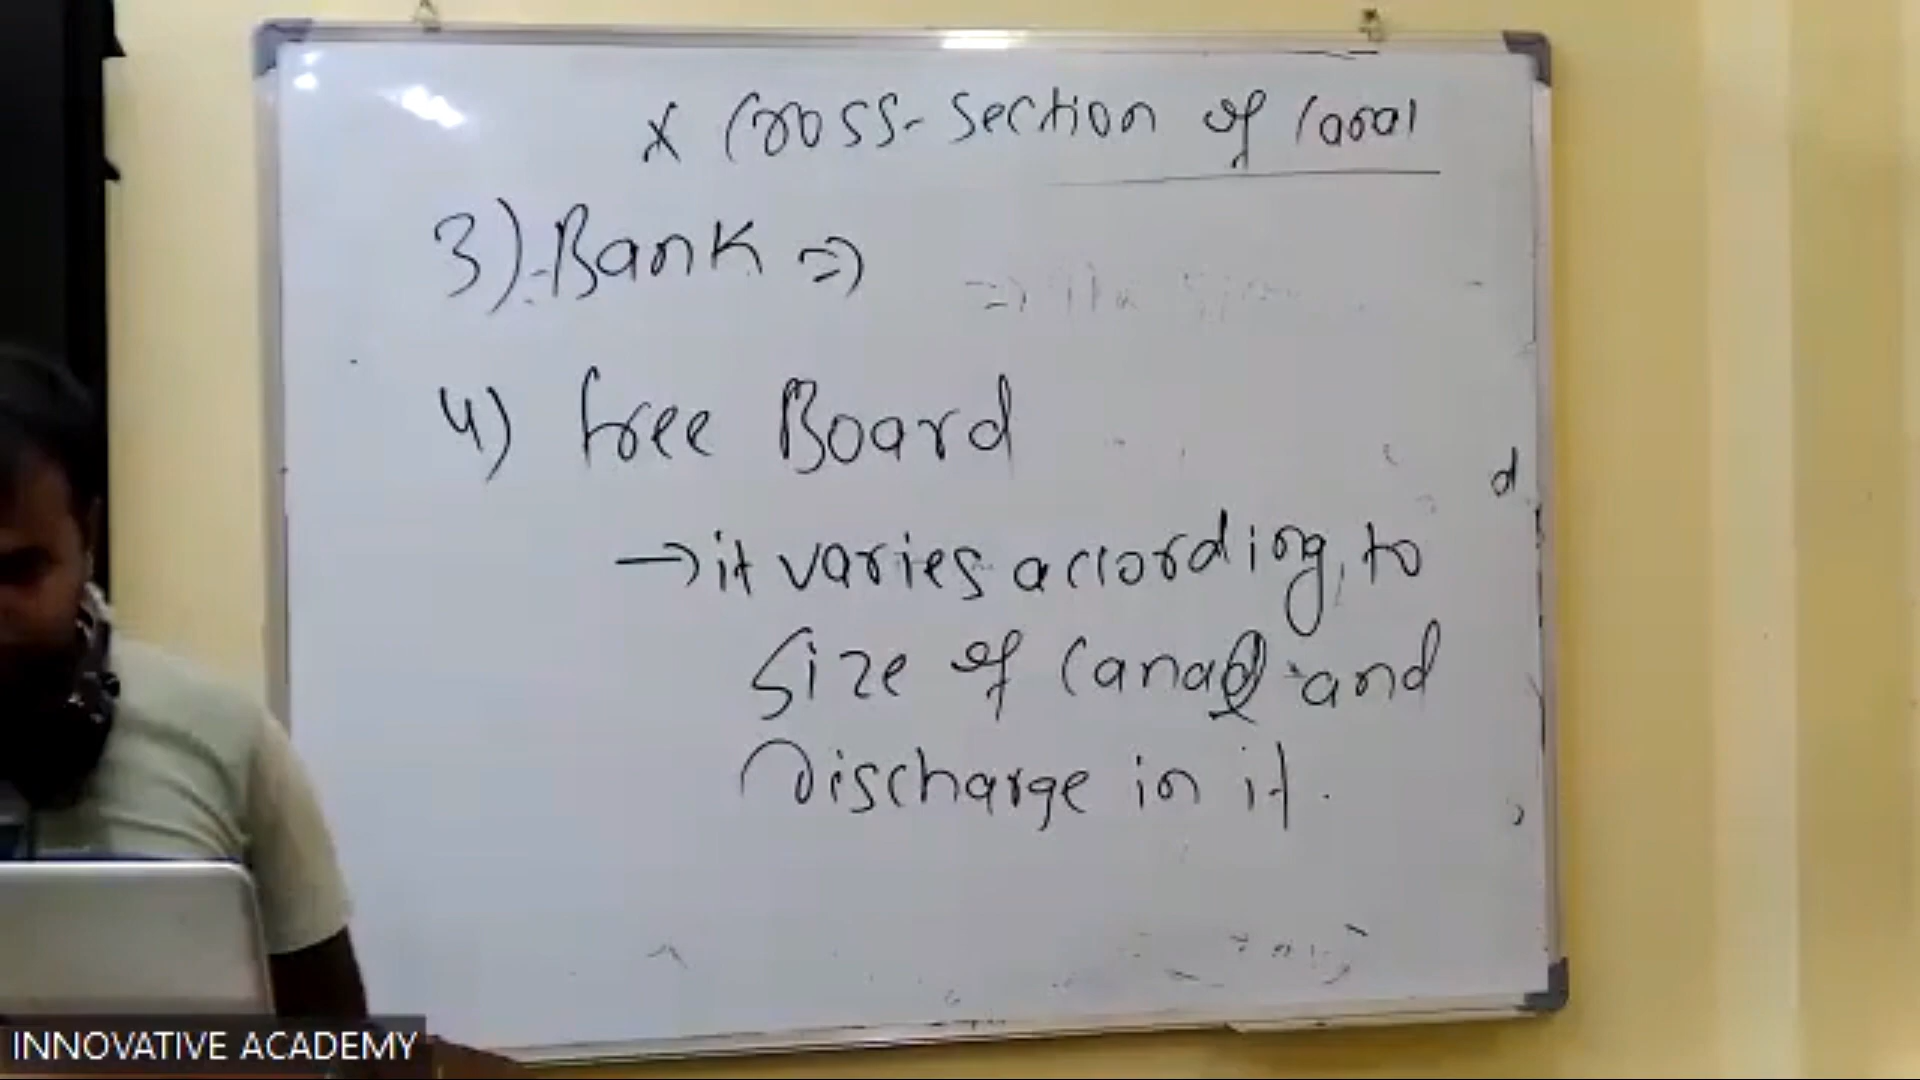 x Cross-section of Canal
3) Bank ⇒
4) free Board
d
→ it varies according to
size of Canal and
Discharge in it.
INNOVATIVE ACADEMY